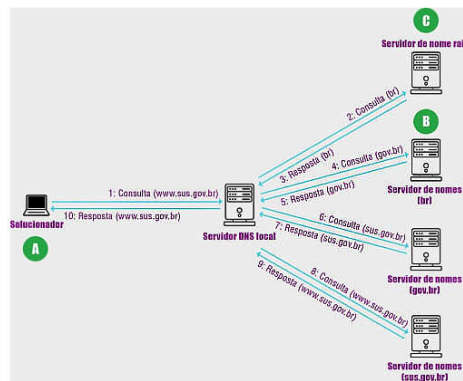 C
Servidor de nome rai
2: Consulta (br)
3: Resposta (br)
B
4: Consulta (gov.br)
5: Resposta (gov.br)
Servidor de nomes
(br)
1: Consulta (www.sus.gov.br)
10: Resposta (www.sus.gov.br)
Solucionador
A
Servidor DNS local
6: Consulta (sus.gov.br)
7: Resposta (sus.gov.br)
Servidor de nomes
(gov.br)
8: Consulta (www.sus.gov.br)
9: Resposta (www.sus.gov.br)
Servidor de nomes
(sus.gov.br)